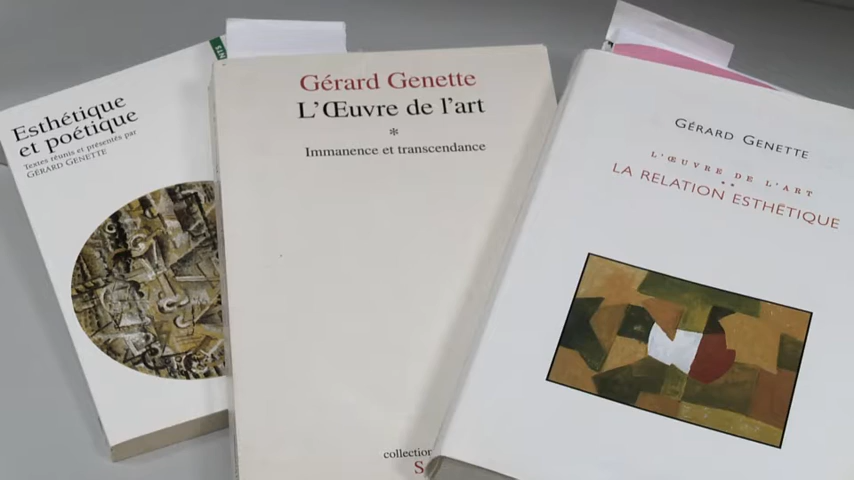 Esthétique
et poétique
Textes réunis et présentés par
GÉRARD GENETTE
Gérard Genette
L'Œuvre de l'art
*
Immanence et transcendance
collection
S
GÉRARD GENETTE
L'ŒUVRE DE L'ART
**
LA RELATION ESTHÉTIQUE